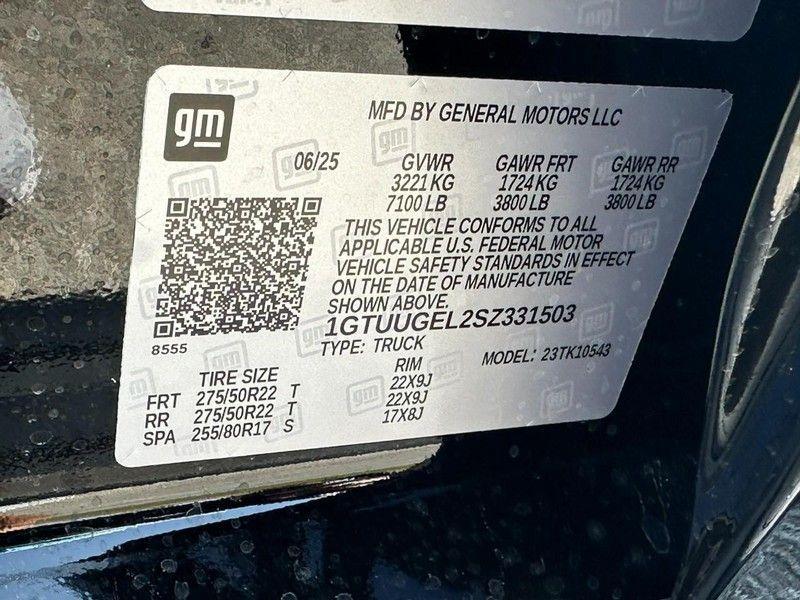 gm
MFD BY GENERAL MOTORS LLC
06/25 GVWR GAWR FRT GAWR RR
3221 KG 1724 KG 1724 KG
7100 LB 3800 LB 3800 LB
THIS VEHICLE CONFORMS TO ALL
APPLICABLE U.S. FEDERAL MOTOR
VEHICLE SAFETY STANDARDS IN EFFECT
ON THE DATE OF MANUFACTURE
SHOWN ABOVE.
1GTUUGEL2SZ331503
8555
TYPE: TRUCK MODEL: 23TK10543
TIRE SIZE RIM
FRT 275/50R22 T 22X9J
RR 275/50R22 T 22X9J
SPA 255/80R17 S 17X8J